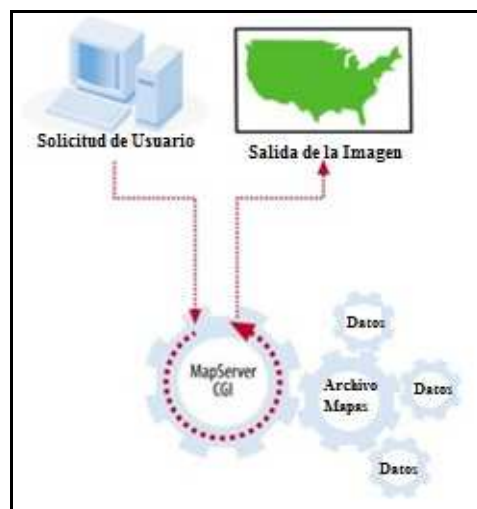 Solicitud de Usuario
Salida de la Imagen
MapServer
CGI
Datos
Archivo
Mapas
Datos
Datos